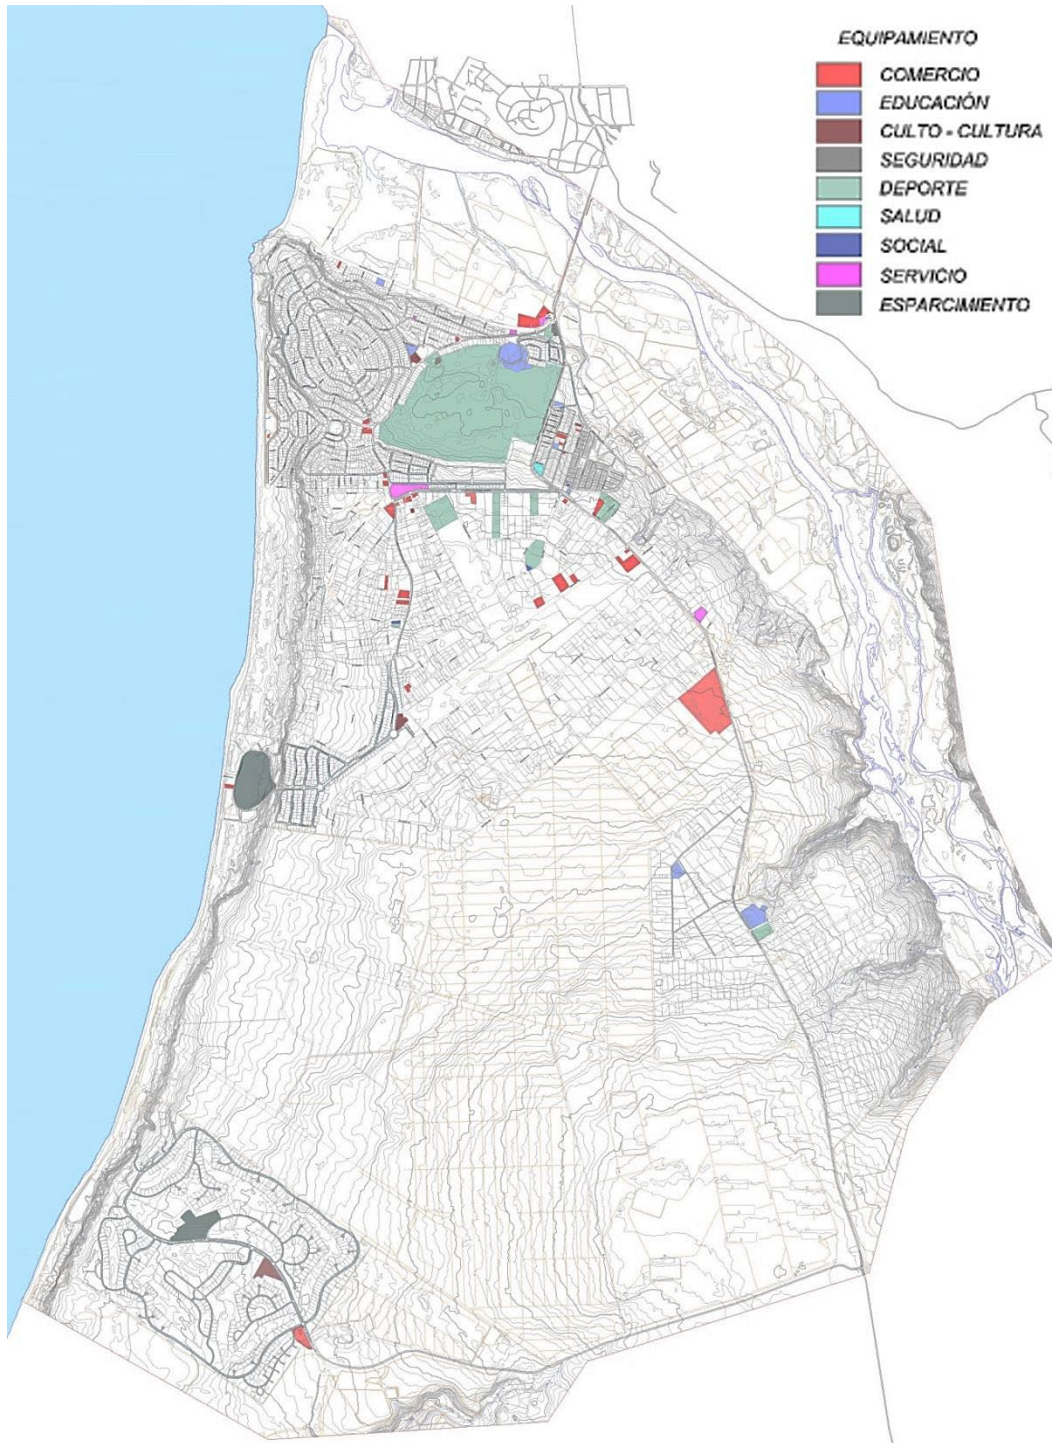 EQUIPAMIENTO
COMERCIO
EDUCACIÓN
CULTO - CULTURA
SEGURIDAD
DEPORTE
SALUD
SOCIAL
SERVICIO
ESPARCIMIENTO